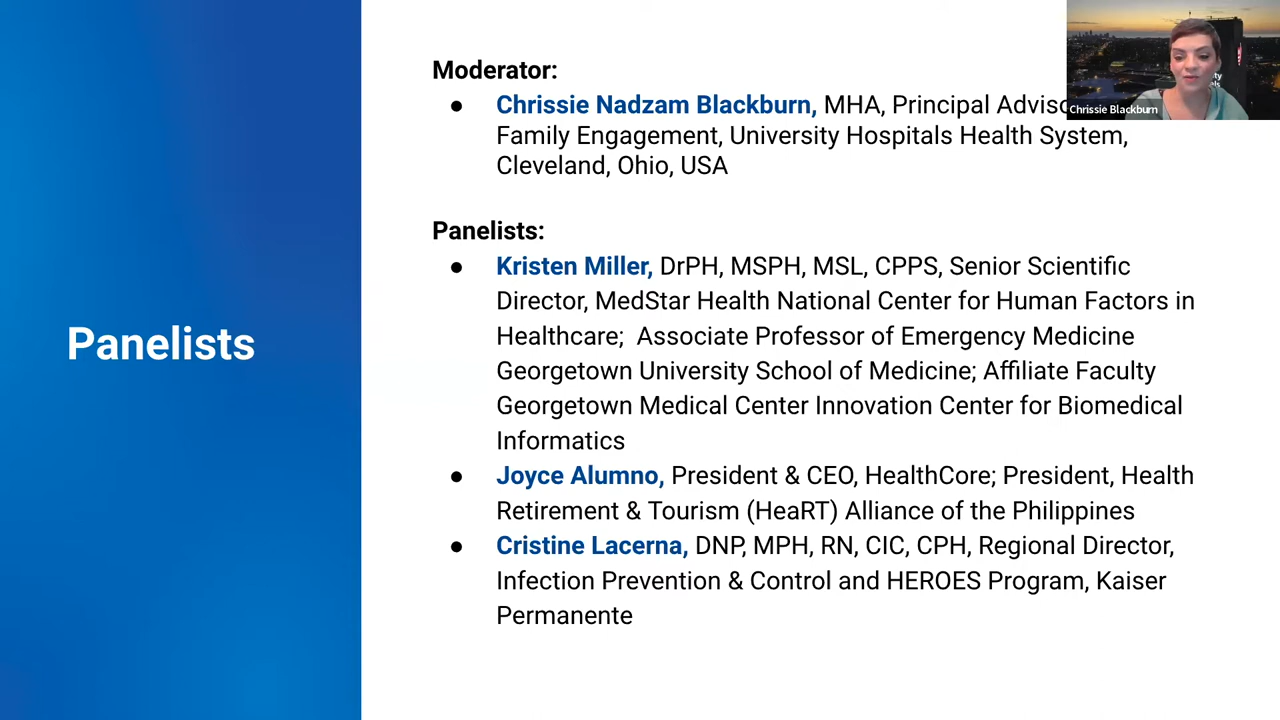 Moderator:
● Chrissie Nadzam Blackburn, MHA, Principal
Family Engagement, University Hospitals Health System,
Cleveland, Ohio, USA
Panelists:
● Kristen Miller, DrPH, MSPH, MSL, CPPS, Senior Scientific
Director, MedStar Health National Center for Human Factors in
Healthcare; Associate Professor of Emergency Medicine
Georgetown University School of Medicine; Affiliate Faculty
Georgetown Medical Center Innovation Center for Biomedical
Informatics
● Joyce Alumno, President & CEO, HealthCore; President, Health
Retirement & Tourism (HeaRT) Alliance of the Philippines
● Cristine Lacerna, DNP, MPH, RN, CIC, CPH, Regional Director,
Infection Prevention & Control and HEROES Program, Kaiser
Permanente
Panelists
Chrissie Blackburn